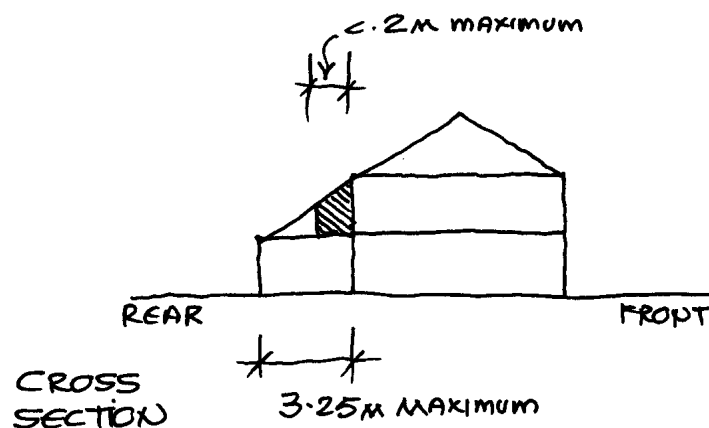 c.2m MAXIMUM
REAR
FRONT
CROSS
SECTION
3.25m MAXIMUM